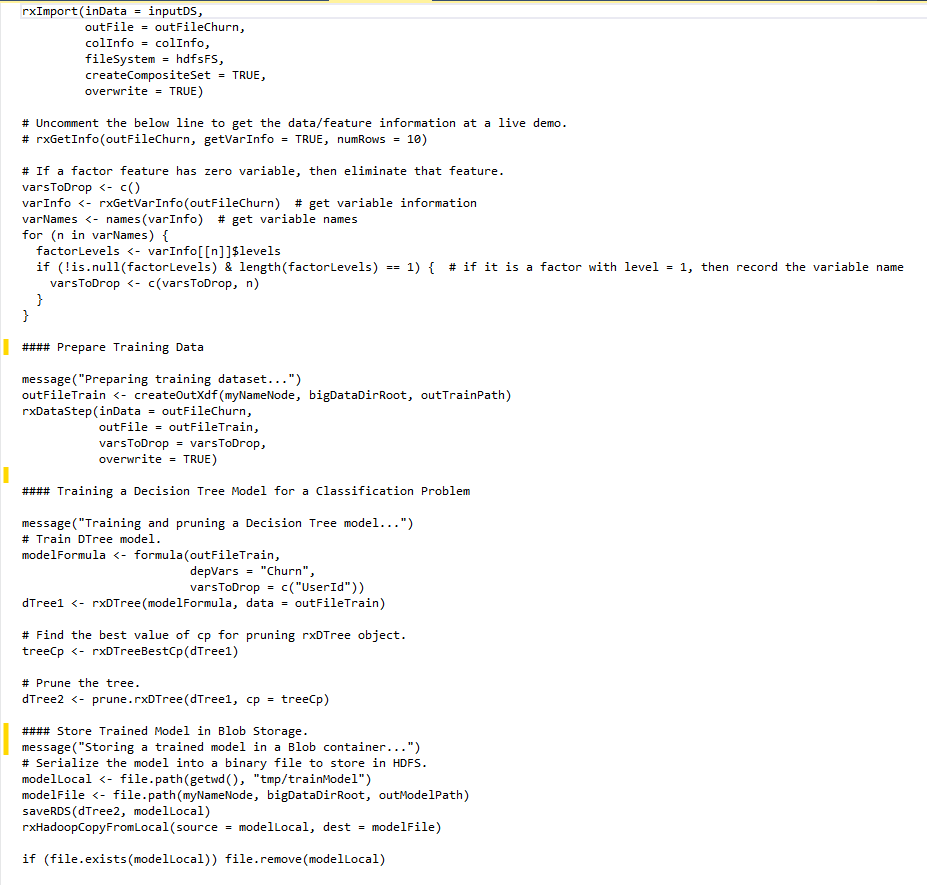 rxImport(inData = inputDS,
         outFile = outFileChurn,
         colInfo = colInfo,
         fileSystem = hdfsFS,
         createCompositeSet = TRUE,
         overwrite = TRUE)

# Uncomment the below line to get the data/feature information at a live demo.
# rxGetInfo(outFileChurn, getVarInfo = TRUE, numRows = 10)

# If a factor feature has zero variable, then eliminate that feature.
varsToDrop <- c()
varInfo <- rxGetVarInfo(outFileChurn)  # get variable information
varNames <- names(varInfo)  # get variable names
for (n in varNames) {
  factorLevels <- varInfo[[n]]$levels
  if (!is.null(factorLevels) & length(factorLevels) == 1) {  # if it is a factor with level = 1, then record the variable name
    varsToDrop <- c(varsToDrop, n)
  }
}

#### Prepare Training Data

message("Preparing training dataset...")
outFileTrain <- createOutXdf(myNameNode, bigDataDirRoot, outTrainPath)
rxDataStep(inData = outFileChurn,
           outFile = outFileTrain,
           varsToDrop = varsToDrop,
           overwrite = TRUE)

#### Training a Decision Tree Model for a Classification Problem

message("Training and pruning a Decision Tree model...")
# Train DTree model.
modelFormula <- formula(outFileTrain,
                        depVars = "Churn",
                        varsToDrop = c("UserId"))
dTree1 <- rxDTree(modelFormula, data = outFileTrain)

# Find the best value of cp for pruning rxDTree object.
treeCp <- rxDTreeBestCp(dTree1)

# Prune the tree.
dTree2 <- prune.rxDTree(dTree1, cp = treeCp)

#### Store Trained Model in Blob Storage.
message("Storing a trained model in a Blob container...")
# Serialize the model into a binary file to store in HDFS.
modelLocal <- file.path(getwd(), "tmp/trainModel")
modelFile <- file.path(myNameNode, bigDataDirRoot, outModelPath)
saveRDS(dTree2, modelLocal)
rxHadoopCopyFromLocal(source = modelLocal, dest = modelFile)

if (file.exists(modelLocal)) file.remove(modelLocal)